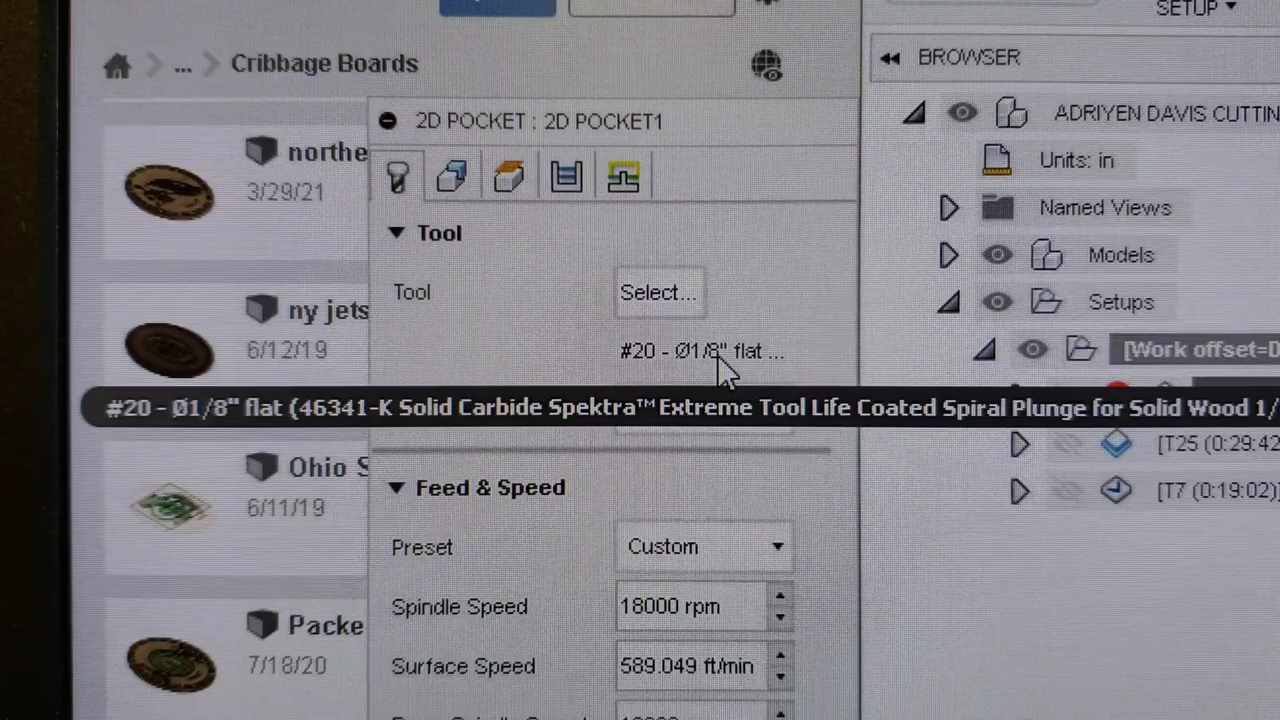 SETUP
... Cribbage Boards
BROWSER
2D POCKET : 2D POCKET1
ADRIYEN DAVIS CUTTIN
northe
3/29/21
Units: in
Named Views
Tool
Models
Tool
Select...
Setups
ny jets
6/12/19
#20 - Ø1/8" flat ...
[Work offset=0
#20 - Ø1/8" flat (46341-K Solid Carbide Spektra™ Extreme Tool Life Coated Spiral Plunge for Solid Wood 1/
[T25 (0:29:42
Ohio S
6/11/19
Feed & Speed
[T7 (0:19:02)]
Preset
Custom
Spindle Speed
18000 rpm
Packe
7/18/20
Surface Speed
589.049 ft/min